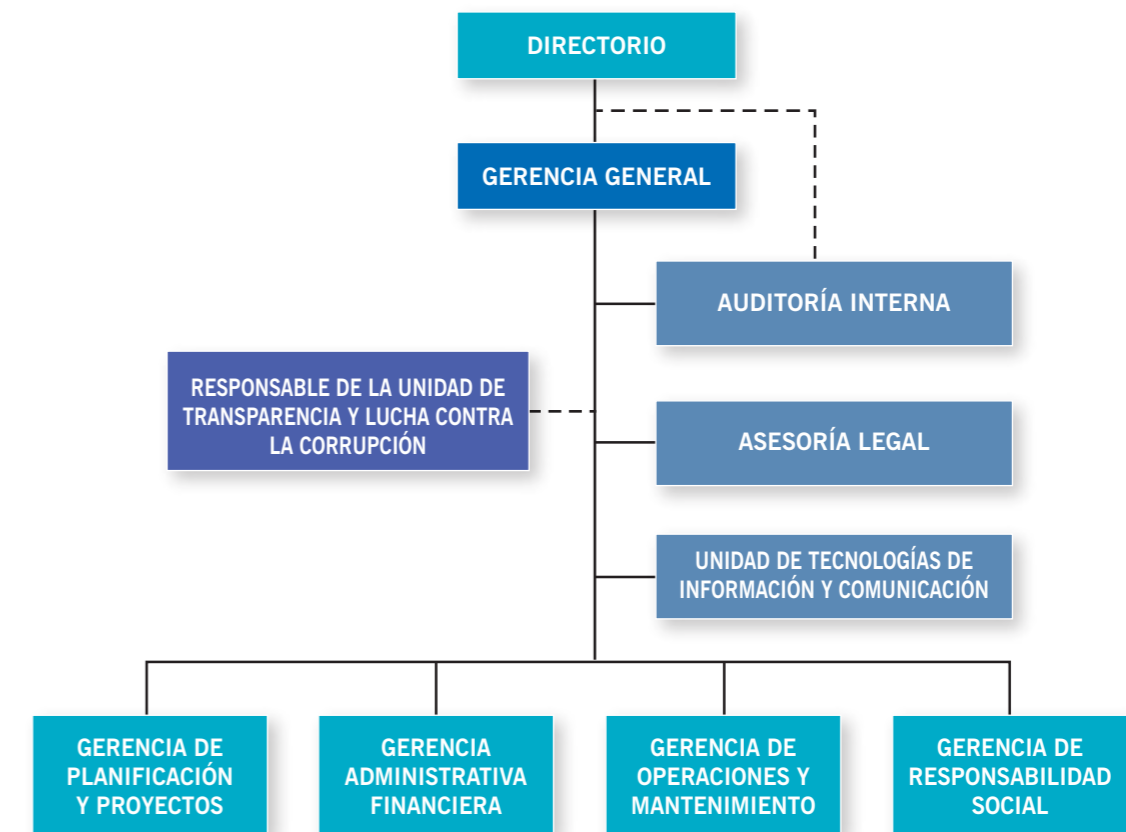 DIRECTORIO
GERENCIA GENERAL
AUDITORÍA INTERNA
RESPONSABLE DE LA UNIDAD DE
TRANSPARENCIA Y LUCHA CONTRA
LA CORRUPCIÓN
ASESORÍA LEGAL
UNIDAD DE TECNOLOGÍAS DE
INFORMACIÓN Y COMUNICACIÓN
GERENCIA DE
PLANIFICACIÓN
Y PROYECTOS
GERENCIA
ADMINISTRATIVA
FINANCIERA
GERENCIA DE
OPERACIONES Y
MANTENIMIENTO
GERENCIA DE
RESPONSABILIDAD
SOCIAL